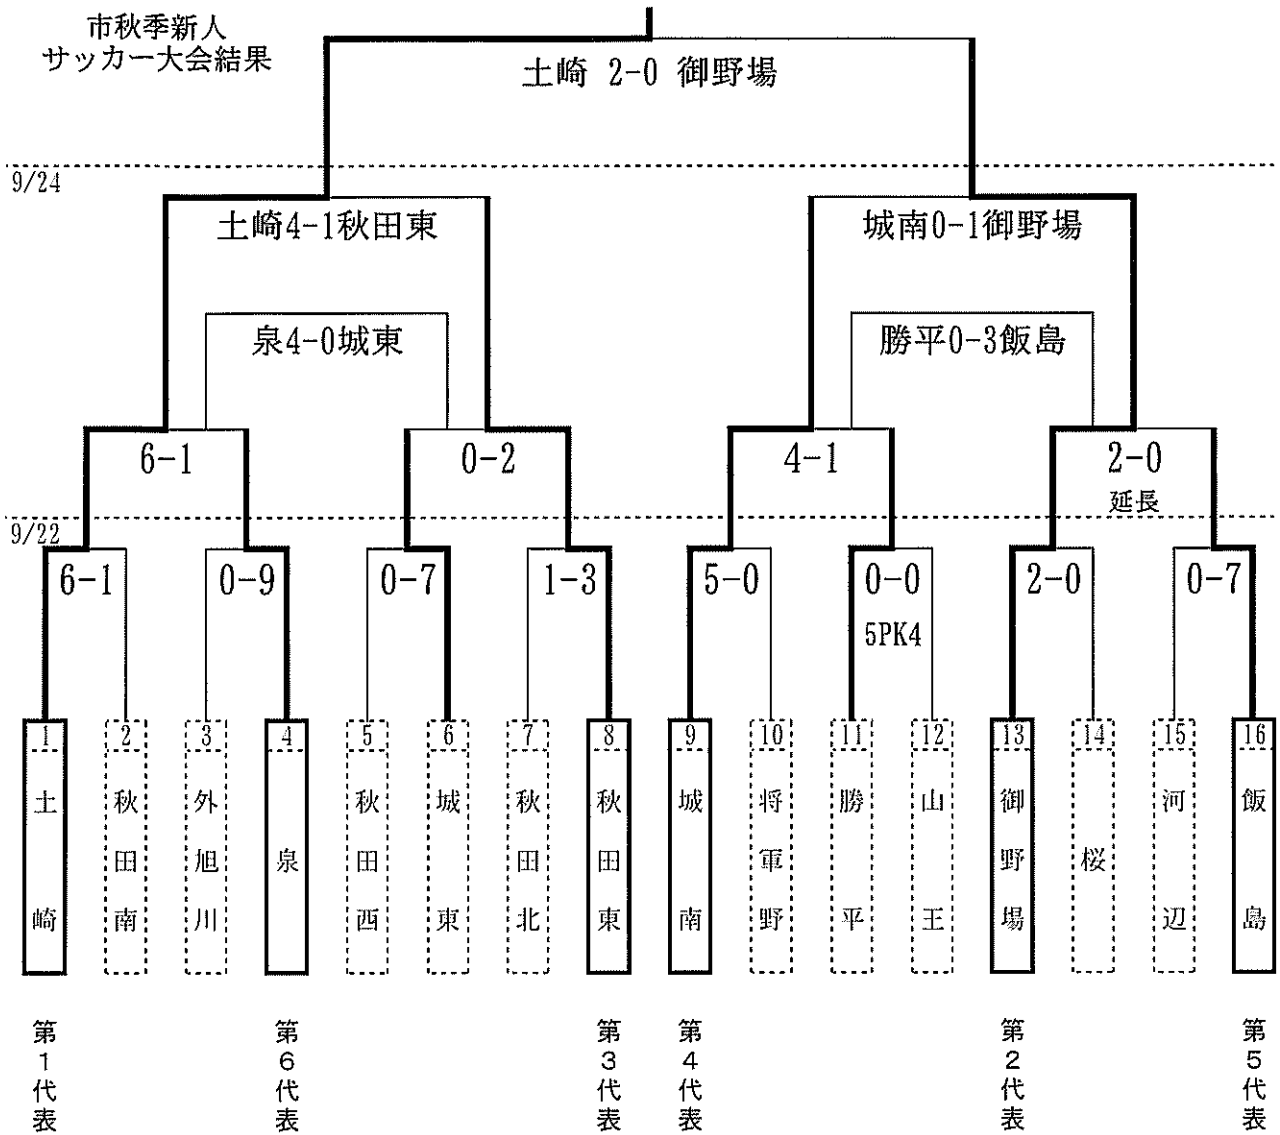 市秋季新人
サッカー大会結果
土崎 2-0 御野場
9/24
土崎4-1秋田東
城南0-1御野場
泉4-0城東
勝平0-3飯島
6-1
0-2
4-1
2-0
延長
9/22
6-1
0-9
0-7
1-3
5-0
0-0
5PK4
2-0
0-7
1
土崎
2
秋田南
3
外旭川
4
泉
5
秋田西
6
城東
7
秋田北
8
秋田東
9
城南
10
将軍野
11
勝平
12
山王
13
御野場
14
桜
15
河辺
16
飯島
第1代表
第6代表
第3代表
第4代表
第2代表
第5代表